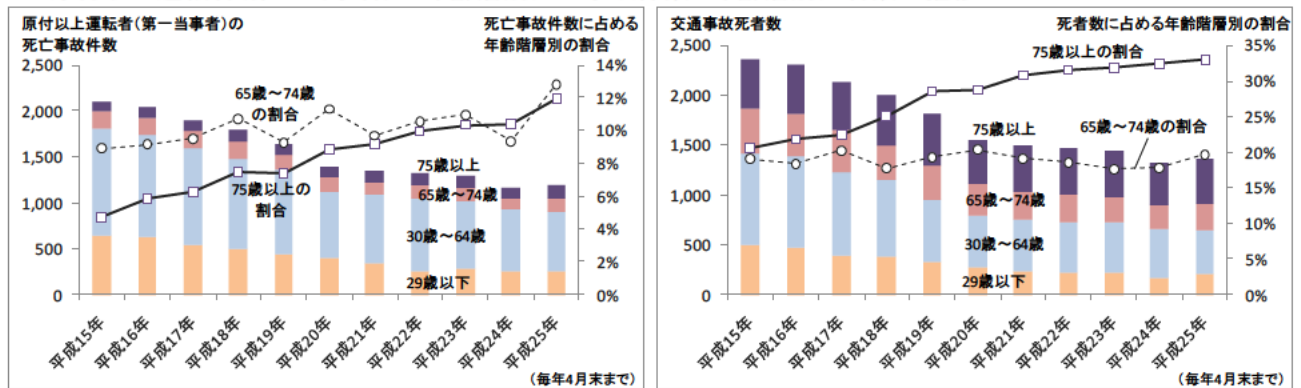 原付以上運転者(第一当事者)の
死亡事故件数
死亡事故件数に占める
年齢階層別の割合
2,500
2,000
1,500
1,000
500
0
14%
12%
10%
8%
6%
4%
2%
0%
65歳～74歳
の割合
75歳以上の
割合
75歳以上
65歳～74歳
30歳～64歳
29歳以下
平成15年
平成16年
平成17年
平成18年
平成19年
平成20年
平成21年
平成22年
平成23年
平成24年
平成25年
(毎年4月末まで)
交通事故死者数
死者数に占める年齢階層別の割合
2,500
2,000
1,500
1,000
500
0
35%
30%
25%
20%
15%
10%
5%
0%
75歳以上の割合
75歳以上
65歳～74歳の割合
65歳～74歳
30歳～64歳
29歳以下
平成15年
平成16年
平成17年
平成18年
平成19年
平成20年
平成21年
平成22年
平成23年
平成24年
平成25年
(毎年4月末まで)